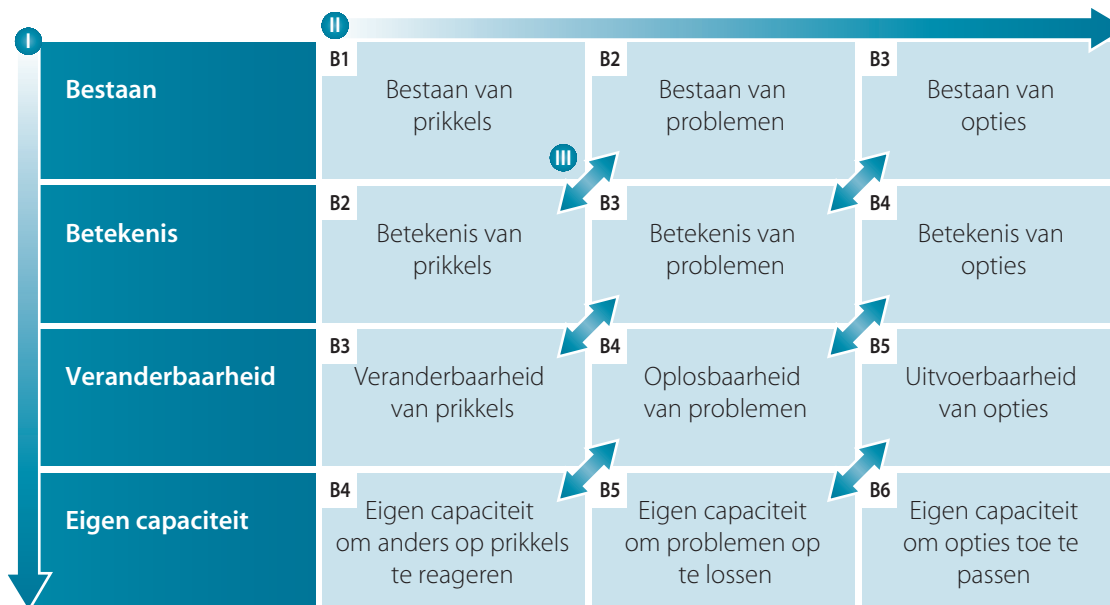 II
I
B1
B2
B3
Bestaan
Bestaan van
prikkels
Bestaan van
problemen
Bestaan van
opties
III
B2
B3
B4
Betekenis
Betekenis van
prikkels
Betekenis van
problemen
Betekenis van
opties
B3
B4
B5
Veranderbaarheid
Veranderbaarheid
van prikkels
Oplosbaarheid
van problemen
Uitvoerbaarheid
van opties
B4
B5
B6
Eigen capaciteit
Eigen capaciteit
om anders op prikkels
te reageren
Eigen capaciteit
om problemen op
te lossen
Eigen capaciteit
om opties toe te
passen